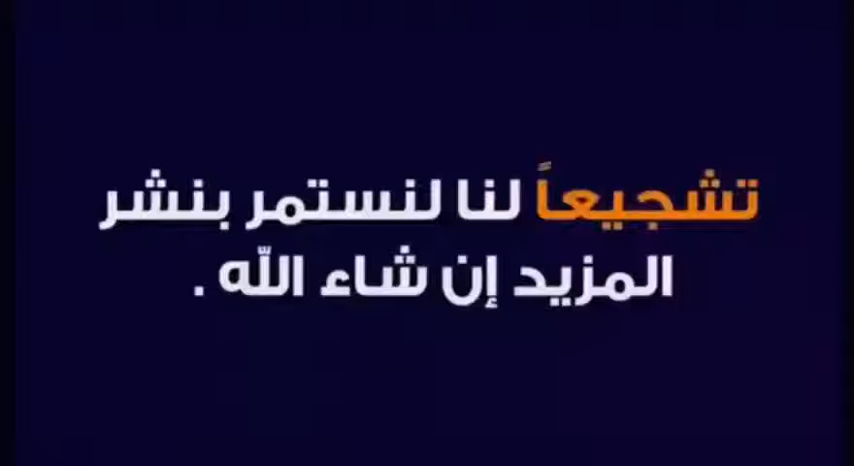 تشجيعاً لنا لنستمر بنشر
المزيد إن شاء الله .